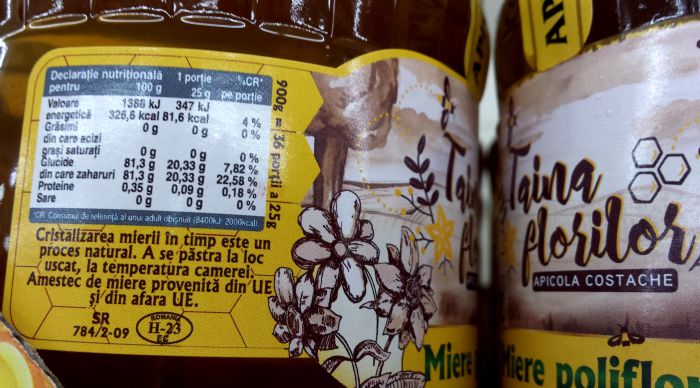 Declarație nutrițională 1 porție %CR*
pentru 100 g 25 g pe porție
Valoare 1388 kJ 347 kJ
energetică 326,6 kcal 81,6 kcal 4 %
Grăsimi 0 g 0 g 0 %
din care acizi
grași saturați 0 g 0 g 0 %
Glucide 81,3 g 20,33 g 7,82 %
din care zaharuri 81,3 g 20,33 g 22,58 %
Proteine 0,35 g 0,09 g 0,18 %
Sare 0 g 0 g 0 %
*CR: Consumul de referință al unui adult obișnuit (8400kJ/ 2000kcal).
900g = 36 porții a 25g
Cristalizarea mierii în timp este un
proces natural. A se păstra la loc
uscat, la temperatura camerei.
Amestec de miere provenită din UE
și din afara UE.
SR
784/2-09
ROMANIA
H-23
EC
AP
Tai
flo
Miere
AP
Taina
florilor
APICOLA COSTACHE
Miere poliflor